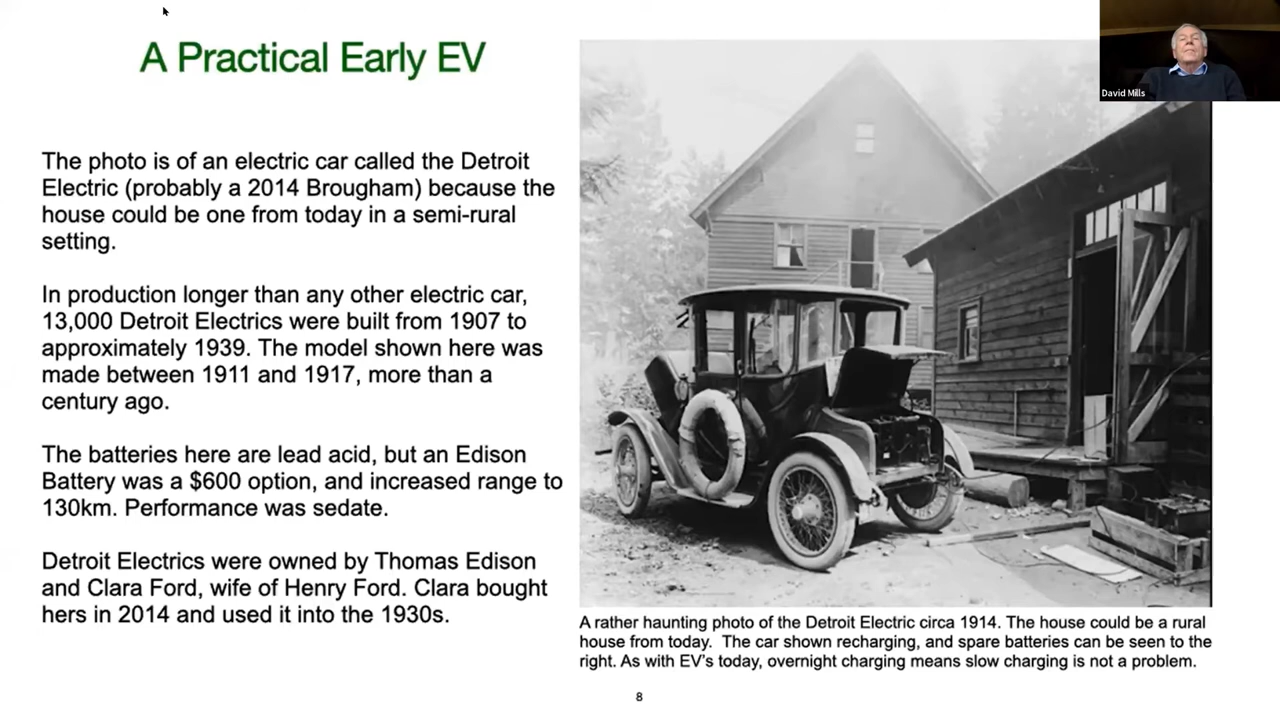 A Practical Early EV
David Mills
The photo is of an electric car called the Detroit
Electric (probably a 2014 Brougham) because the
house could be one from today in a semi-rural
setting.
In production longer than any other electric car,
13,000 Detroit Electrics were built from 1907 to
approximately 1939. The model shown here was
made between 1911 and 1917, more than a
century ago.
The batteries here are lead acid, but an Edison
Battery was a $600 option, and increased range to
130km. Performance was sedate.
Detroit Electrics were owned by Thomas Edison
and Clara Ford, wife of Henry Ford. Clara bought
hers in 2014 and used it into the 1930s.
A rather haunting photo of the Detroit Electric circa 1914. The house could be a rural
house from today.  The car shown recharging, and spare batteries can be seen to the
right. As with EV's today, overnight charging means slow charging is not a problem.
8